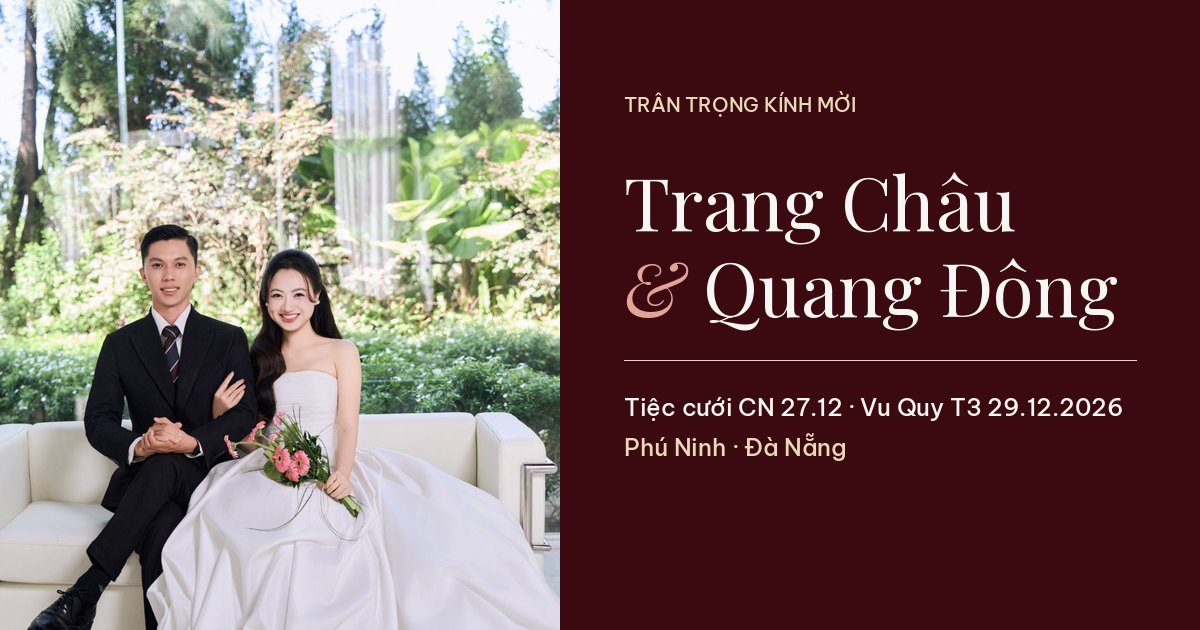 TRÂN TRỌNG KÍNH MỜI
Trang Châu
& Quang Đông
Tiệc cưới CN 27.12 · Vu Quy T3 29.12.2026
Phú Ninh · Đà Nẵng